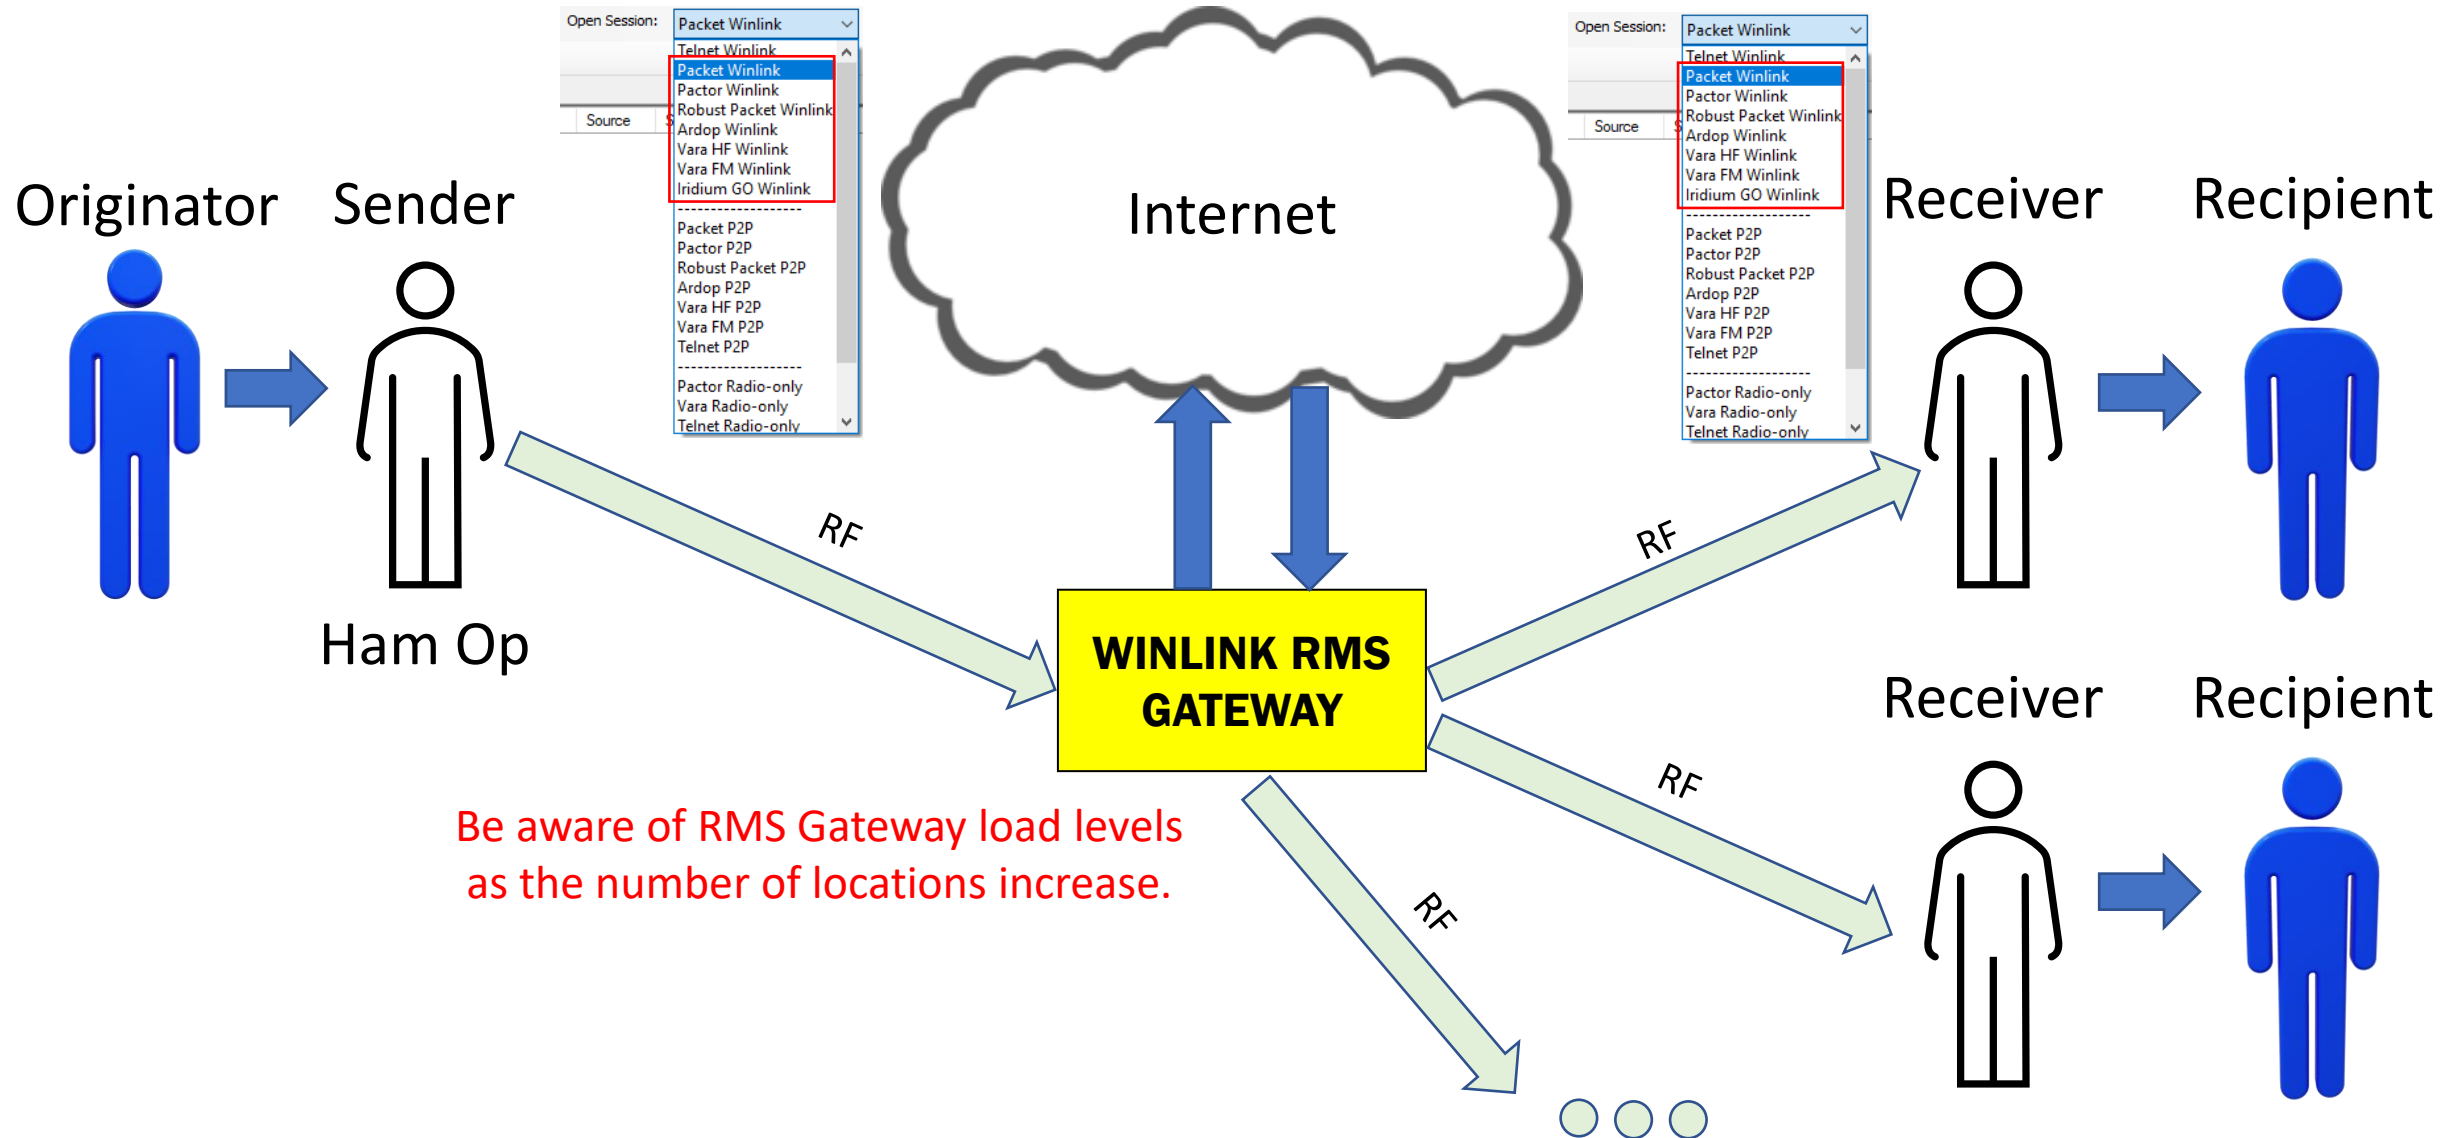 Open Session:
Packet Winlink
Telnet Winlink
Packet Winlink
Pactor Winlink
Robust Packet Winlink
Ardop Winlink
Vara HF Winlink
Vara FM Winlink
Iridium GO Winlink
-------------------
Packet P2P
Pactor P2P
Robust Packet P2P
Ardop P2P
Vara HF P2P
Vara FM P2P
Telnet P2P
-------------------
Pactor Radio-only
Vara Radio-only
Telnet Radio-only
Source
S
Internet
Open Session:
Packet Winlink
Telnet Winlink
Packet Winlink
Pactor Winlink
Robust Packet Winlink
Ardop Winlink
Vara HF Winlink
Vara FM Winlink
Iridium GO Winlink
-------------------
Packet P2P
Pactor P2P
Robust Packet P2P
Ardop P2P
Vara HF P2P
Vara FM P2P
Telnet P2P
-------------------
Pactor Radio-only
Vara Radio-only
Telnet Radio-only
Source
S
Originator
Sender
Receiver
Recipient
RF
RF
Ham Op
WINLINK RMS
GATEWAY
Receiver
Recipient
RF
Be aware of RMS Gateway load levels
as the number of locations increase.
RF